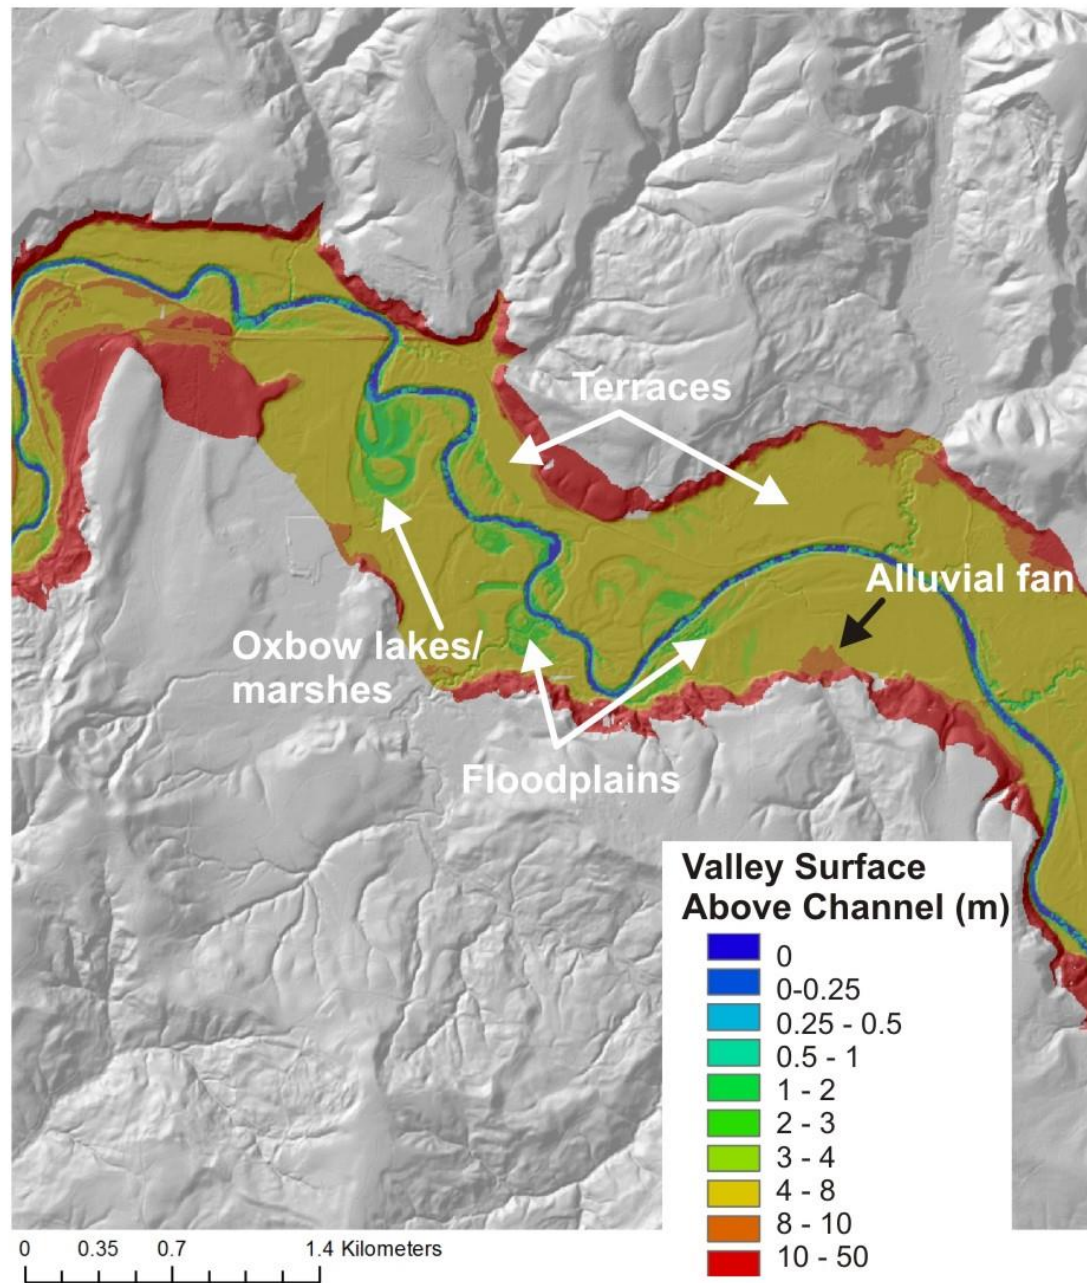 Terraces
Alluvial fan
Oxbow lakes/
marshes
Floodplains
Valley Surface
Above Channel (m)
0
0-0.25
0.25 - 0.5
0.5 - 1
1 - 2
2 - 3
3 - 4
4 - 8
8 - 10
10 - 50
0 0.35 0.7 1.4 Kilometers